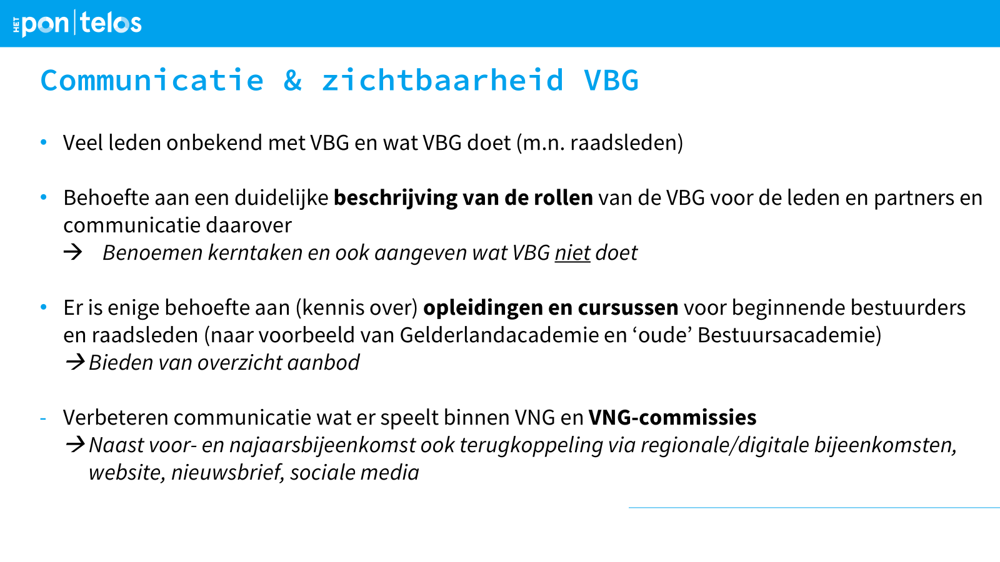 HET pon|telos
Communicatie & zichtbaarheid VBG
• Veel leden onbekend met VBG en wat VBG doet (m.n. raadsleden)
• Behoefte aan een duidelijke beschrijving van de rollen van de VBG voor de leden en partners en
communicatie daarover
→ Benoemen kerntaken en ook aangeven wat VBG niet doet
• Er is enige behoefte aan (kennis over) opleidingen en cursussen voor beginnende bestuurders
en raadsleden (naar voorbeeld van Gelderlandacademie en ‘oude’ Bestuursacademie)
→ Bieden van overzicht aanbod
- Verbeteren communicatie wat er speelt binnen VNG en VNG-commissies
→ Naast voor- en najaarsbijeenkomst ook terugkoppeling via regionale/digitale bijeenkomsten,
website, nieuwsbrief, sociale media